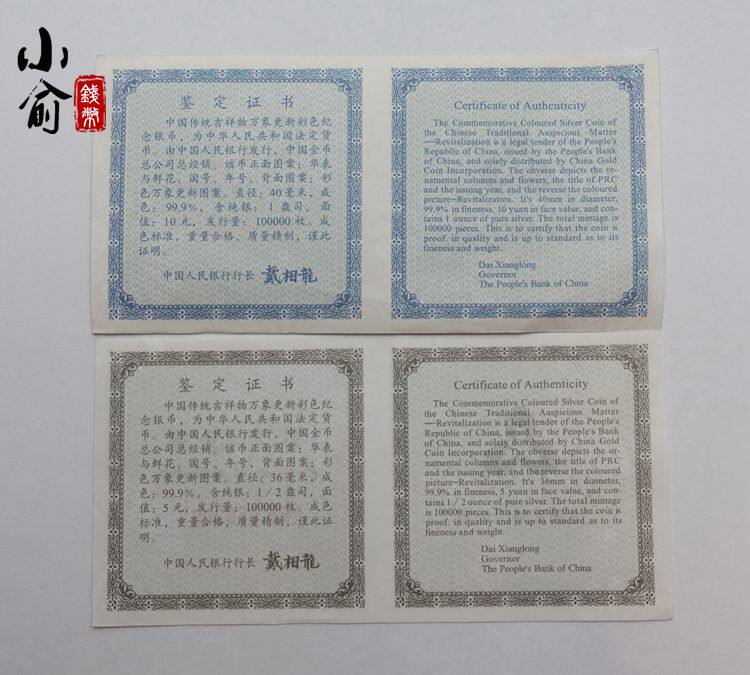 小俞
錢幣
鉴定证书
中国传统吉祥物万象更新彩色纪
念银币，为中华人民共和国法定货
币。由中国人民银行发行，中国金币
总公司总经销。该币正面图案：华表
与鲜花、国号、年号，背面图案：彩
色万象更新图案。直径：40毫米，成
色：99.9%，含纯银：1盎司，面
值：10元，发行量：100000枚。成
色标准，重量合格，质量精制，谨此
证明。
中国人民银行行长 戴相龍
Certificate of Authenticity
The Commemorative Coloured Silver Coin of
the Chinese Traditional Auspicious Matter
—Revitalization is a legal tender of the People's
Republic of China, issued by the People's Bank
of China, and solely distributed by China Gold
Coin Incorporation. The obverse depicts the or-
namental columns and flowers, the title of PRC
and the issuing year, and the reverse the coloured
picture—Revitalization. It's 40mm in diameter,
99.9% in fineness, 10 yuan in face value, and con-
tains 1 ounce of pure silver. The total mintage is
100000 pieces. This is to certify that the coin is
proof. in quality and is up to standard as to its
fineness and weight.
Dai Xianglong
Governor
The People's Bank of China
鉴定证书
中国传统吉祥物万象更新彩色纪
念银币，为中华人民共和国法定货
币。由中国人民银行发行，中国金币
总公司总经销。该币正面图案：华表
与鲜花、国号、年号，背面图案：彩
色万象更新图案。直径：36毫米，成
色：99.9%，含纯银：1/2盎司，面
值：5元，发行量：100000枚。成色
标准，重量合格，质量精制，谨此证
明。
中国人民银行行长 戴相龍
Certificate of Authenticity
The Commemorative Coloured Silver Coin of
the Chinese Traditional Auspicious Matter
—Revitalization is a legal tender of the People's
Republic of China, issued by the People's Bank
of China, and solely distributed by China Gold
Coin Incorporation. The obverse depicts the or-
namental columns and flowers, the title of PRC
and the issuing year, and the reverse the coloured
picture—Revitalization. It's 36mm in diameter,
99.9% in fineness, 5 yuan in face value, and con-
tains 1/2 ounce of pure silver. The total mintage
is 100000 pieces. This is to certify that the coin is
proof. in quality and is up to standard as to its
fineness and weight.
Dai Xianglong
Governor
The People's Bank of China